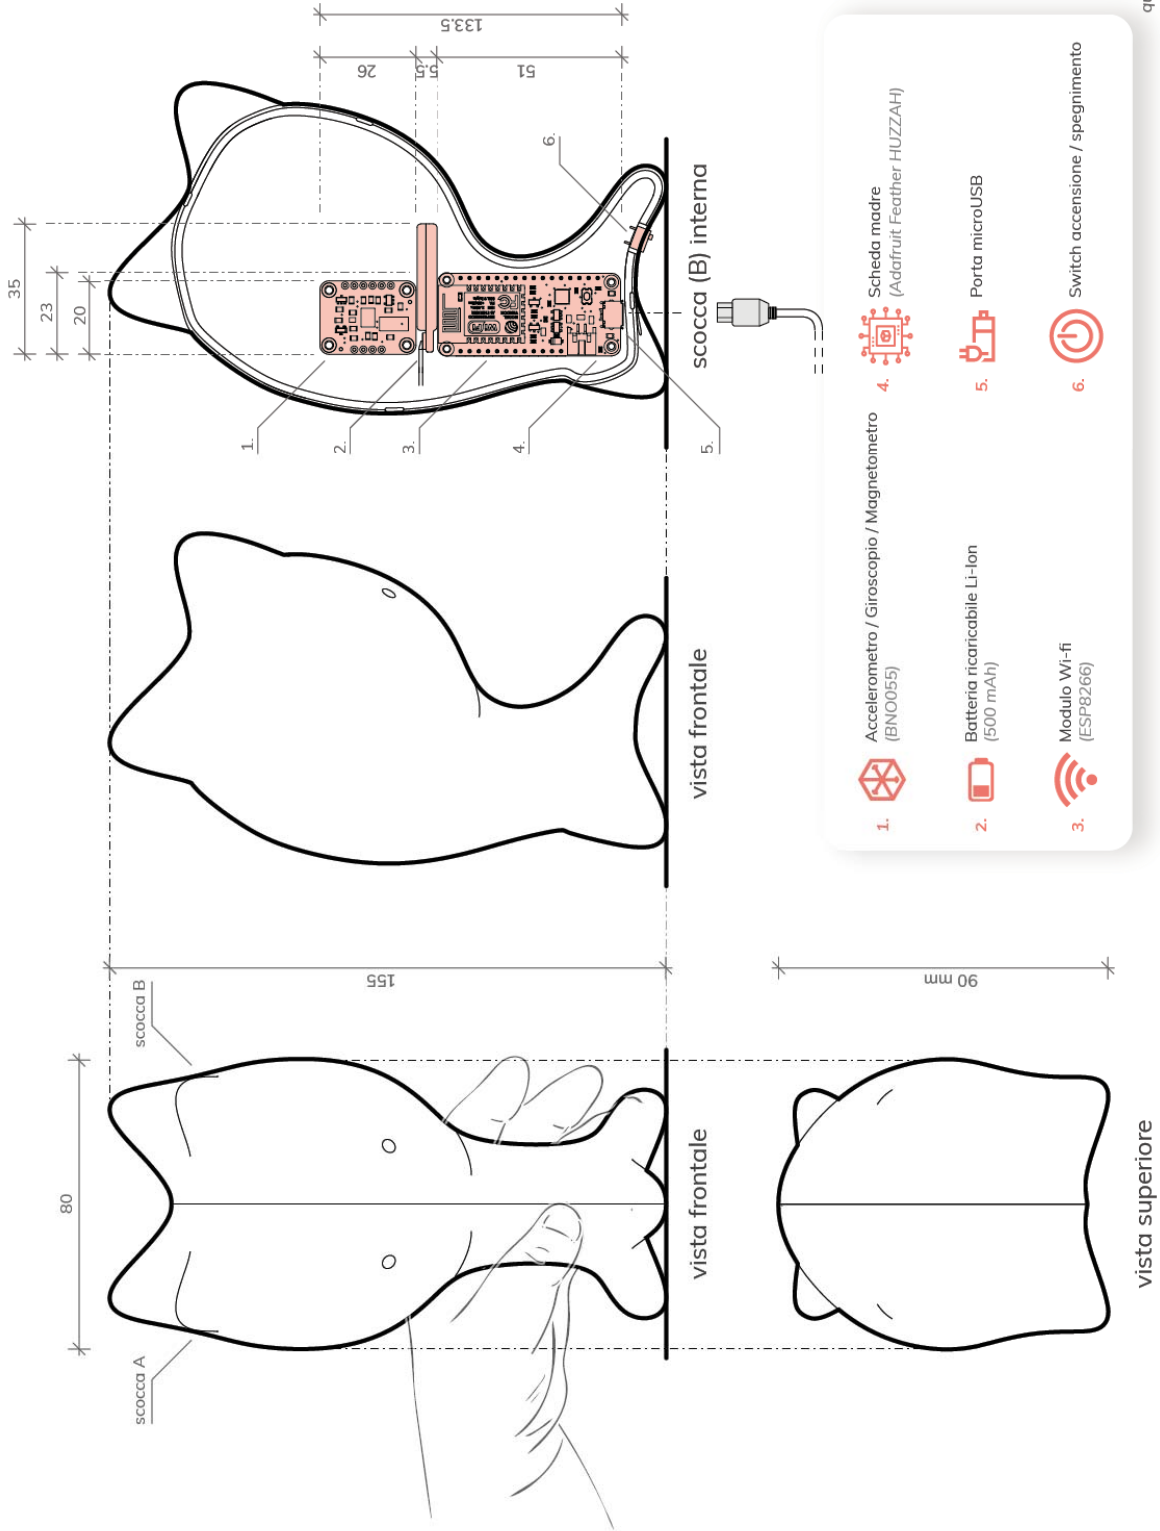 scocca A
scocca B
80
155
vista frontale
90 mm
vista superiore
vista frontale
35
23
20
26
5.5
51
133.5
1.
2.
3.
4.
5.
6.
scocca (B) interna
1.
Accelerometro / Giroscopio / Magnetometro
(BNO055)
2.
Batteria ricaricabile Li-Ion
(500 mAh)
3.
Modulo Wi-fi
(ESP8266)
4.
Scheda madre
(Adafruit Feather HUZZAH)
5.
Porta microUSB
6.
Switch accensione / spegnimento
qu